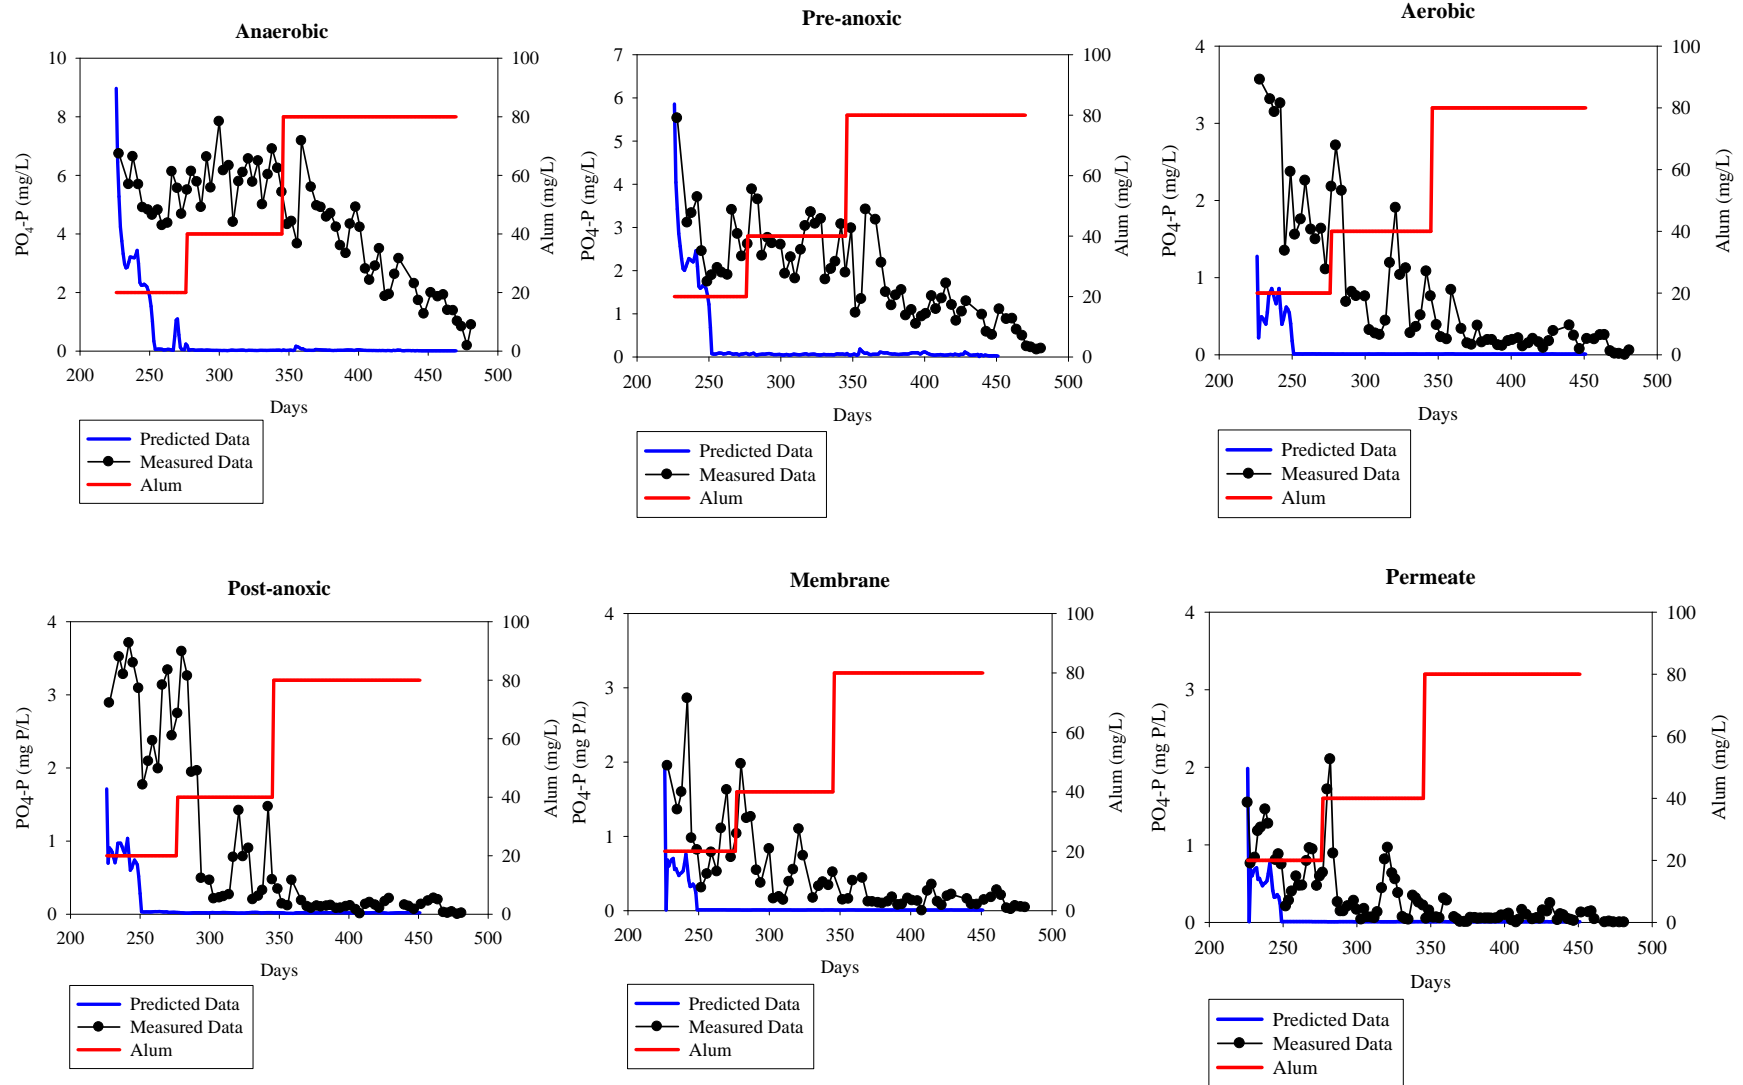 Anaerobic
10
8
6
4
2
0
PO4-P (mg/L)
100
80
60
40
20
0
Alum (mg/L)
200 250 300 350 400 450 500
Days
Predicted Data
Measured Data
Alum
Pre-anoxic
7
6
5
4
3
2
1
0
PO4-P (mg/L)
100
80
60
40
20
0
Alum (mg/L)
200 250 300 350 400 450 500
Days
Predicted Data
Measured Data
Alum
Aerobic
4
3
2
1
0
PO4-P (mg/L)
100
80
60
40
20
0
Alum (mg/L)
200 250 300 350 400 450 500
Days
Predicted Data
Measured Data
Alum
Post-anoxic
4
3
2
1
0
PO4-P (mg P/L)
100
80
60
40
20
0
Alum (mg/L)
200 250 300 350 400 450 500
Days
Predicted Data
Measured Data
Alum
Membrane
4
3
2
1
0
PO4-P (mg P/L)
100
80
60
40
20
0
Alum (mg/L)
200 250 300 350 400 450 500
Days
Predicted Data
Measured Data
Alum
Permeate
4
3
2
1
0
PO4-P (mg P/L)
100
80
60
40
20
0
Alum (mg/L)
200 250 300 350 400 450 500
Days
Predicted Data
Measured Data
Alum